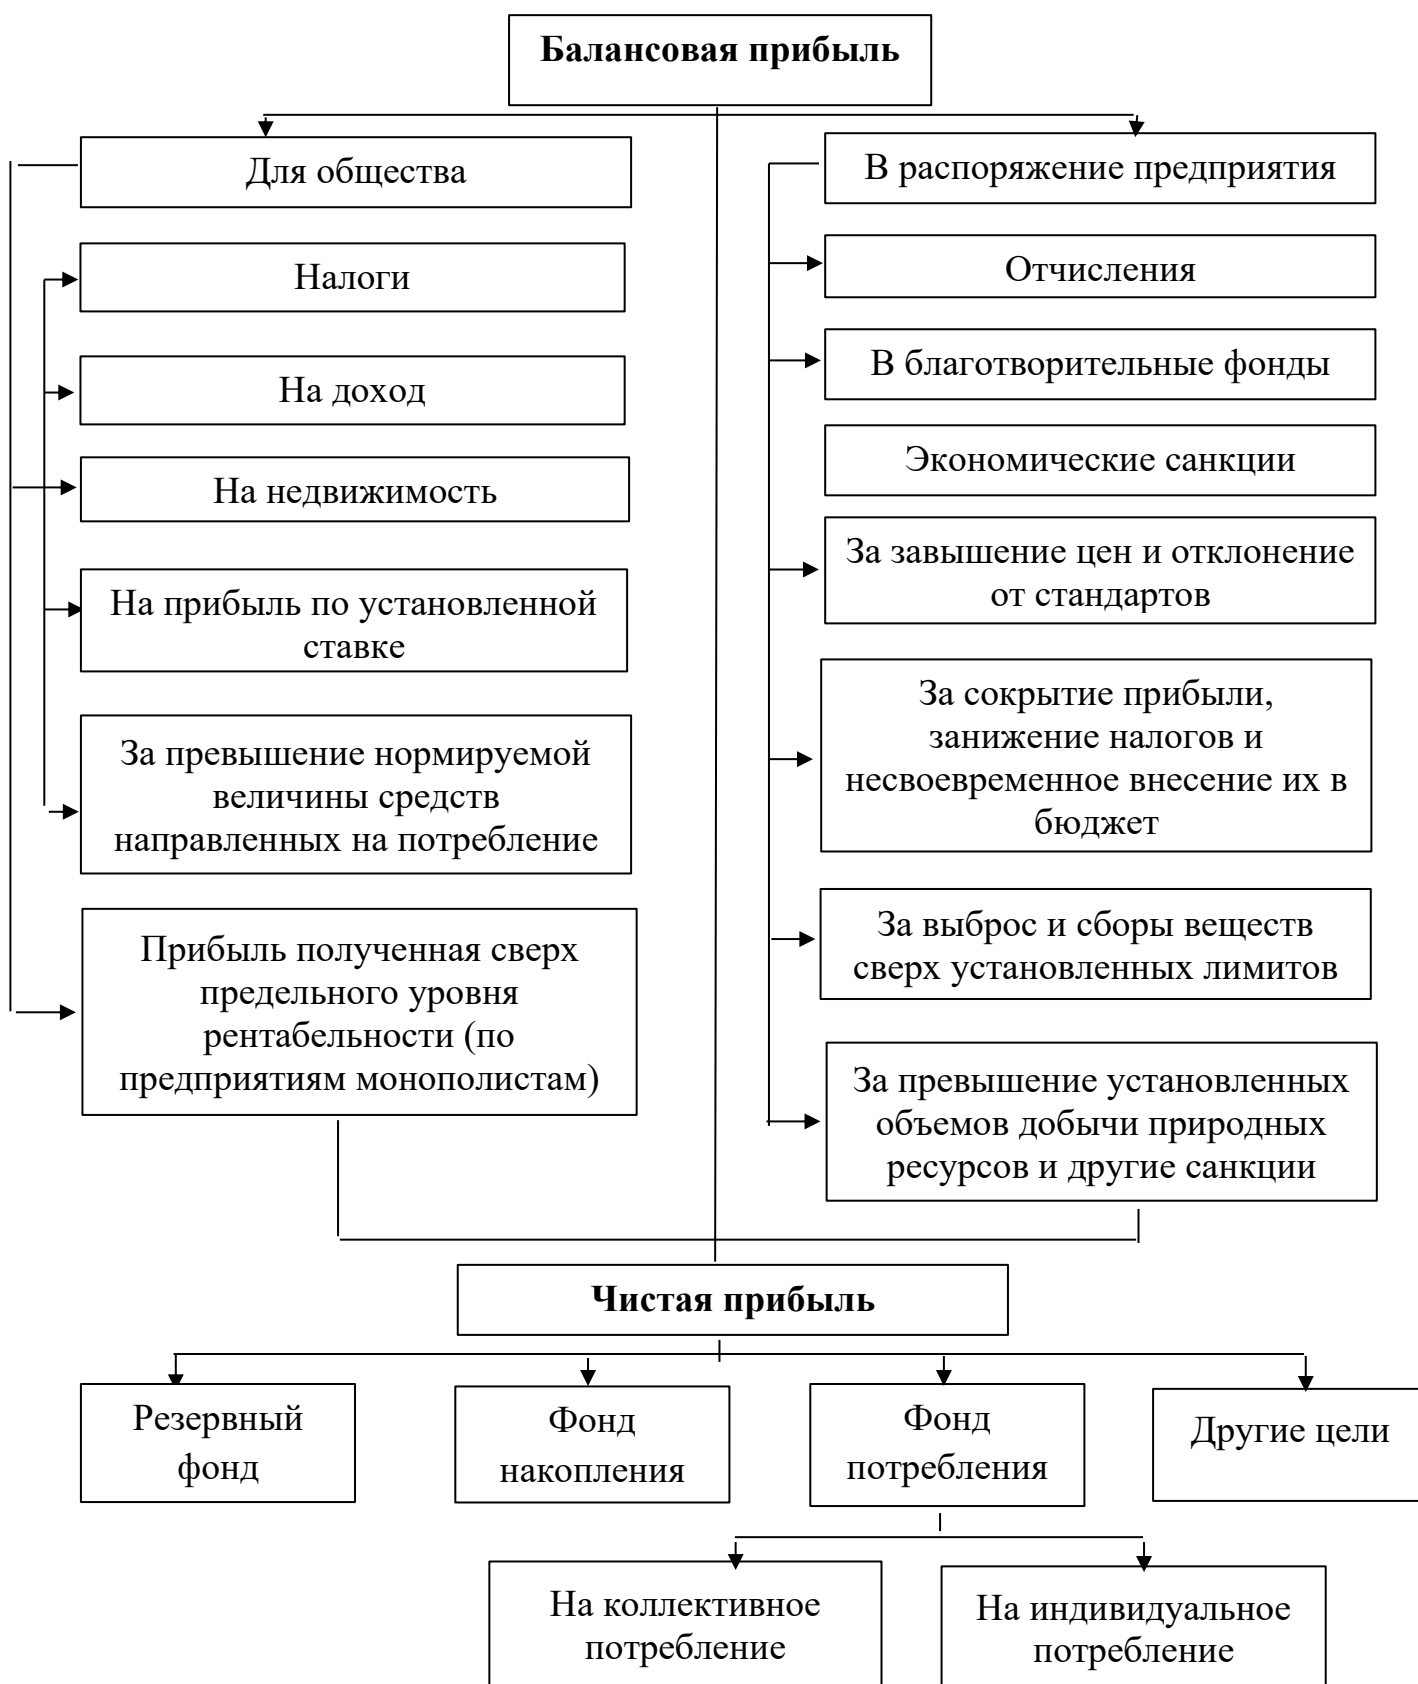 Балансовая прибыль
Для общества
Налоги
На доход
На недвижимость
На прибыль по установленной
ставке
За превышение нормируемой
величины средств
направленных на потребление
Прибыль полученная сверх
предельного уровня
рентабельности (по
предприятиям монополистам)
В распоряжение предприятия
Отчисления
В благотворительные фонды
Экономические санкции
За завышение цен и отклонение
от стандартов
За сокрытие прибыли,
занижение налогов и
несвоевременное внесение их в
бюджет
За выброс и сборы веществ
сверх установленных лимитов
За превышение установленных
объемов добычи природных
ресурсов и другие санкции
Чистая прибыль
Резервный
фонд
Фонд
накопления
Фонд
потребления
Другие цели
На коллективное
потребление
На индивидуальное
потребление